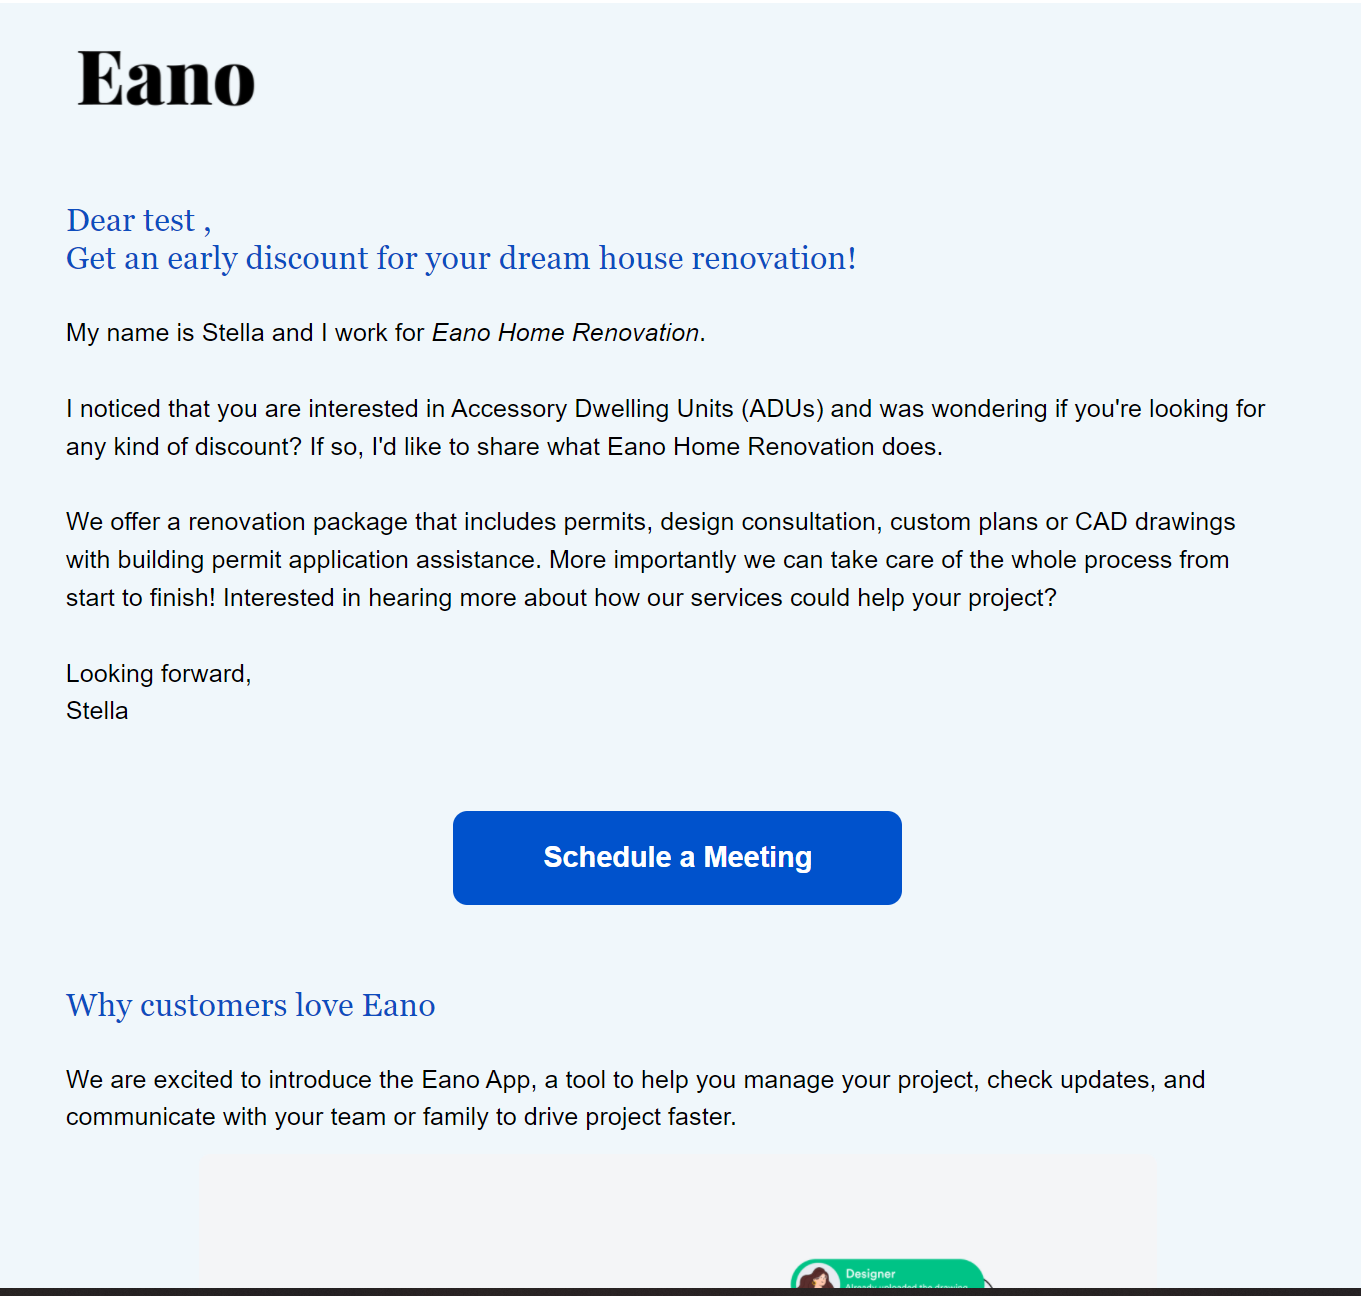 Eano
Dear test ,
Get an early discount for your dream house renovation!
My name is Stella and I work for Eano Home Renovation.
I noticed that you are interested in Accessory Dwelling Units (ADUs) and was wondering if you're looking for
any kind of discount? If so, I'd like to share what Eano Home Renovation does.
We offer a renovation package that includes permits, design consultation, custom plans or CAD drawings
with building permit application assistance. More importantly we can take care of the whole process from
start to finish! Interested in hearing more about how our services could help your project?
Looking forward,
Stella
Schedule a Meeting
Why customers love Eano
We are excited to introduce the Eano App, a tool to help you manage your project, check updates, and
communicate with your team or family to drive project faster.
Designer
Already uploaded the drawing